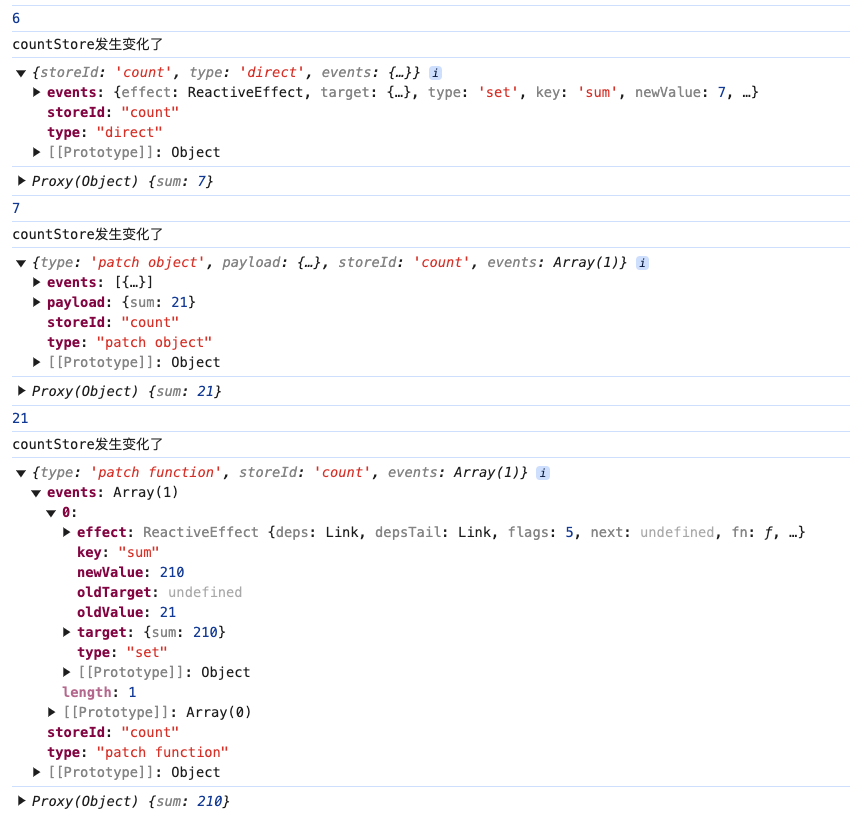 6
countStore发生变化了
▼ {storeId: 'count', type: 'direct', events: {…}} i
▶ events: {effect: ReactiveEffect, target: {…}, type: 'set', key: 'sum', newValue: 7, …}
storeId: "count"
type: "direct"
▶ [[Prototype]]: Object
▶ Proxy(Object) {sum: 7}
7
countStore发生变化了
▼ {type: 'patch object', payload: {…}, storeId: 'count', events: Array(1)} i
▶ events: [{…}]
▶ payload: {sum: 21}
storeId: "count"
type: "patch object"
▶ [[Prototype]]: Object
▶ Proxy(Object) {sum: 21}
21
countStore发生变化了
▼ {type: 'patch function', storeId: 'count', events: Array(1)} i
▼ events: Array(1)
▼ 0:
▶ effect: ReactiveEffect {deps: Link, depsTail: Link, flags: 5, next: undefined, fn: ƒ, …}
key: "sum"
newValue: 210
oldTarget: undefined
oldValue: 21
▶ target: {sum: 210}
type: "set"
▶ [[Prototype]]: Object
length: 1
▶ [[Prototype]]: Array(0)
storeId: "count"
type: "patch function"
▶ [[Prototype]]: Object
▶ Proxy(Object) {sum: 210}